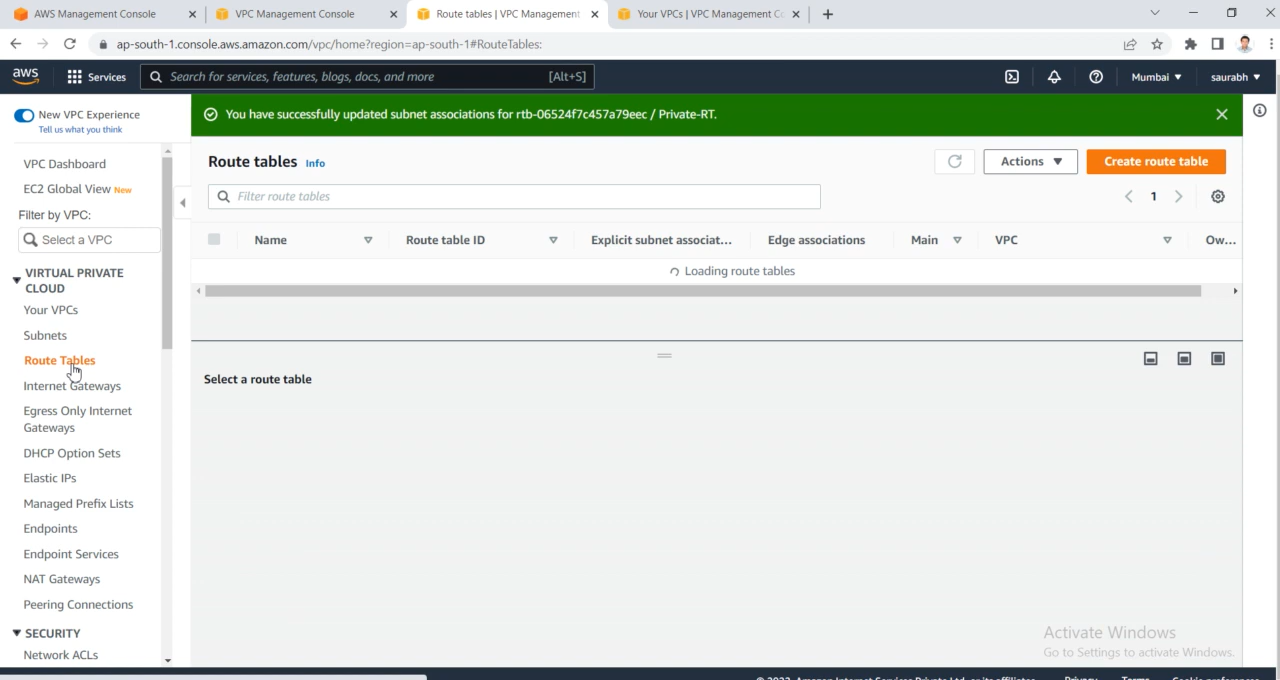 AWS Management Console
VPC Management Console
Route tables | VPC Management
Your VPCs | VPC Management Co
ap-south-1.console.aws.amazon.com/vpc/home?region=ap-south-1#RouteTables:
aws
Services
Search for services, features, blogs, docs, and more
[Alt+S]
Mumbai
saurabh
New VPC Experience
Tell us what you think
You have successfully updated subnet associations for rtb-06524f7c457a79eec / Private-RT.
VPC Dashboard
EC2 Global View New
Filter by VPC:
Select a VPC
VIRTUAL PRIVATE
CLOUD
Your VPCs
Subnets
Route Tables
Internet Gateways
Egress Only Internet
Gateways
DHCP Option Sets
Elastic IPs
Managed Prefix Lists
Endpoints
Endpoint Services
NAT Gateways
Peering Connections
SECURITY
Network ACLs
Route tables Info
Actions
Create route table
Filter route tables
1
Name
Route table ID
Explicit subnet associat...
Edge associations
Main
VPC
Ow...
Loading route tables
Select a route table
Activate Windows
Go to Settings to activate Windows.